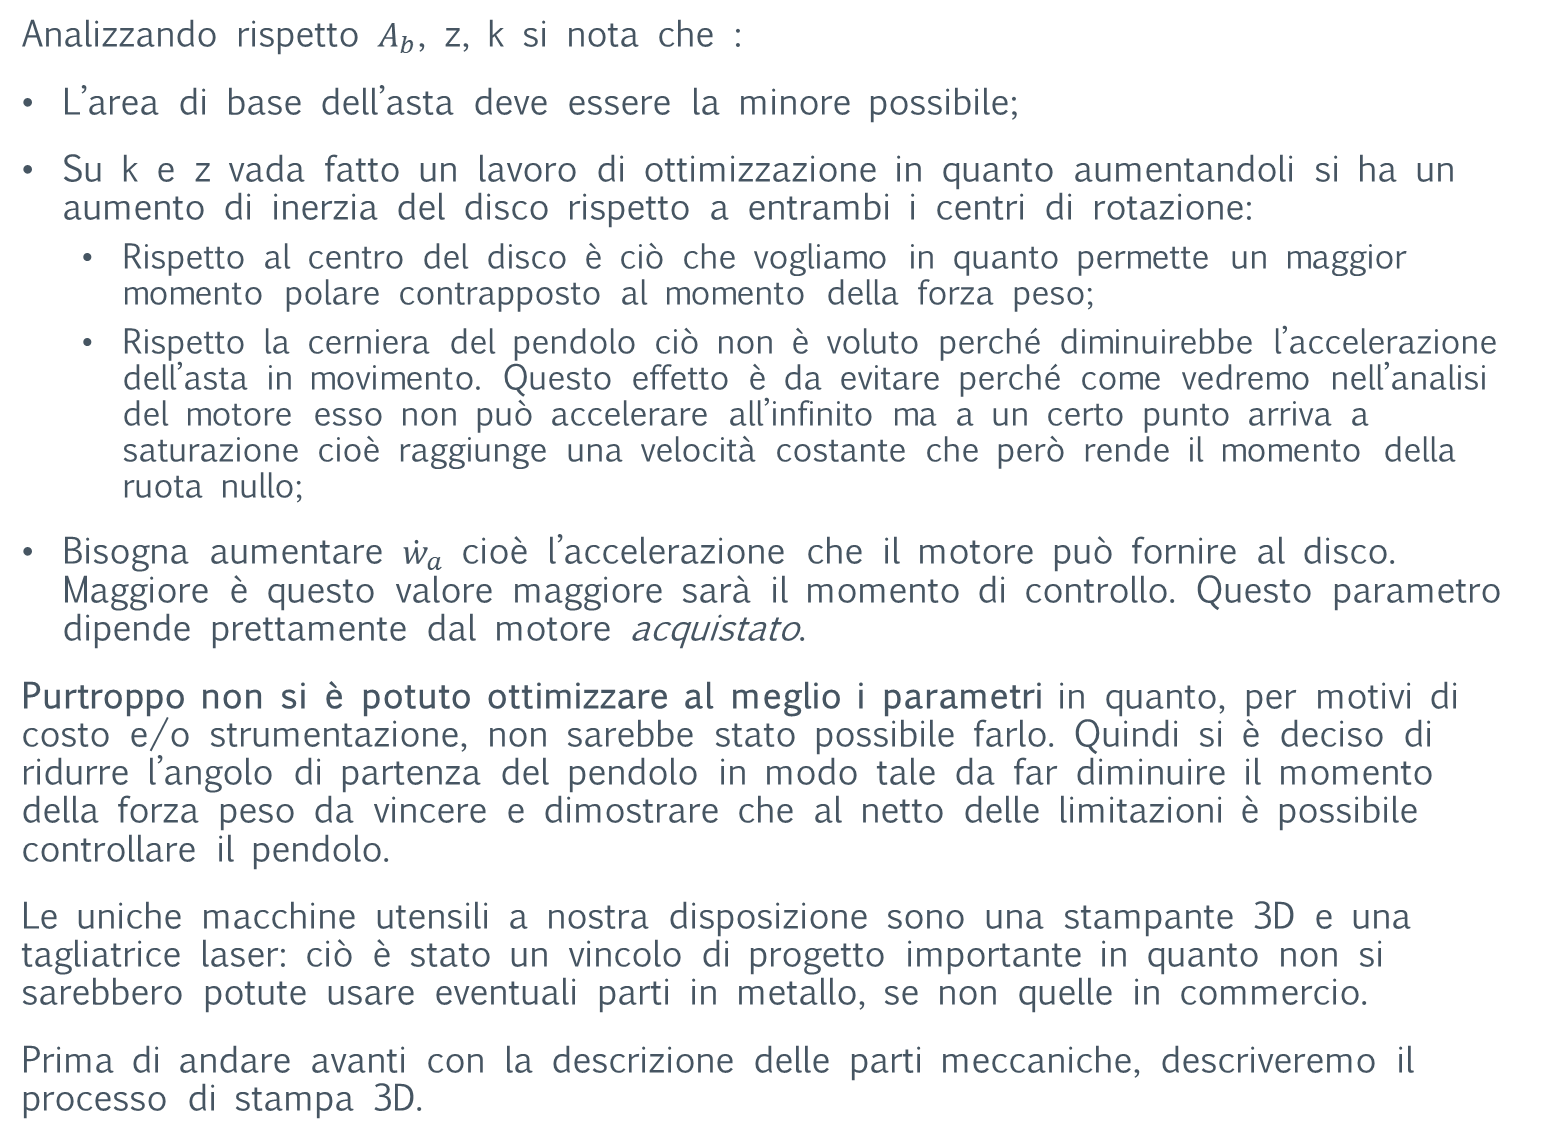 Analizzando rispetto A_b, z, k si nota che :
• L’area di base dell’asta deve essere la minore possibile;
• Su k e z vada fatto un lavoro di ottimizzazione in quanto aumentandoli si ha un
aumento di inerzia del disco rispetto a entrambi i centri di rotazione:
• Rispetto al centro del disco è ciò che vogliamo in quanto permette un maggior
momento polare contrapposto al momento della forza peso;
• Rispetto la cerniera del pendolo ciò non è voluto perché diminuirebbe l’accelerazione
dell’asta in movimento. Questo effetto è da evitare perché come vedremo nell’analisi
del motore esso non può accelerare all’infinito ma a un certo punto arriva a
saturazione cioè raggiunge una velocità costante che però rende il momento della
ruota nullo;
• Bisogna aumentare ẇ_a cioè l’accelerazione che il motore può fornire al disco.
Maggiore è questo valore maggiore sarà il momento di controllo. Questo parametro
dipende prettamente dal motore acquistato.
Purtroppo non si è potuto ottimizzare al meglio i parametri in quanto, per motivi di
costo e/o strumentazione, non sarebbe stato possibile farlo. Quindi si è deciso di
ridurre l’angolo di partenza del pendolo in modo tale da far diminuire il momento
della forza peso da vincere e dimostrare che al netto delle limitazioni è possibile
controllare il pendolo.
Le uniche macchine utensili a nostra disposizione sono una stampante 3D e una
tagliatrice laser: ciò è stato un vincolo di progetto importante in quanto non si
sarebbero potute usare eventuali parti in metallo, se non quelle in commercio.
Prima di andare avanti con la descrizione delle parti meccaniche, descriveremo il
processo di stampa 3D.